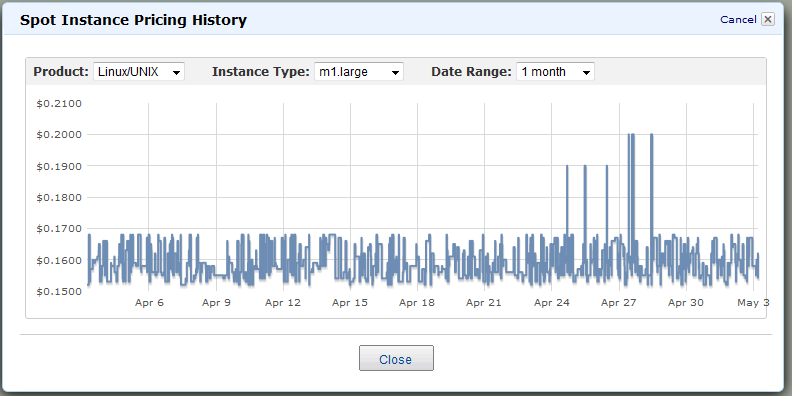 Spot Instance Pricing History
Cancel
Product: Linux/UNIX Instance Type: m1.large Date Range: 1 month
$0.2100
$0.2000
$0.1900
$0.1800
$0.1700
$0.1600
$0.1500
Apr 6 Apr 9 Apr 12 Apr 15 Apr 18 Apr 21 Apr 24 Apr 27 Apr 30 May 3
Close